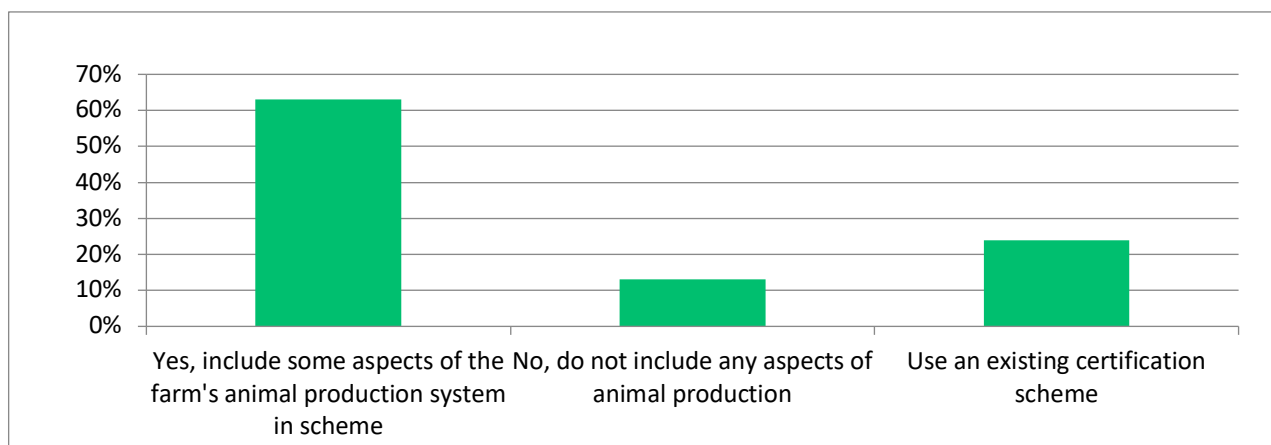 70%
60%
50%
40%
30%
20%
10%
0%
Yes, include some aspects of the
farm's animal production system
in scheme
No, do not include any aspects of
animal production
Use an existing certification
scheme